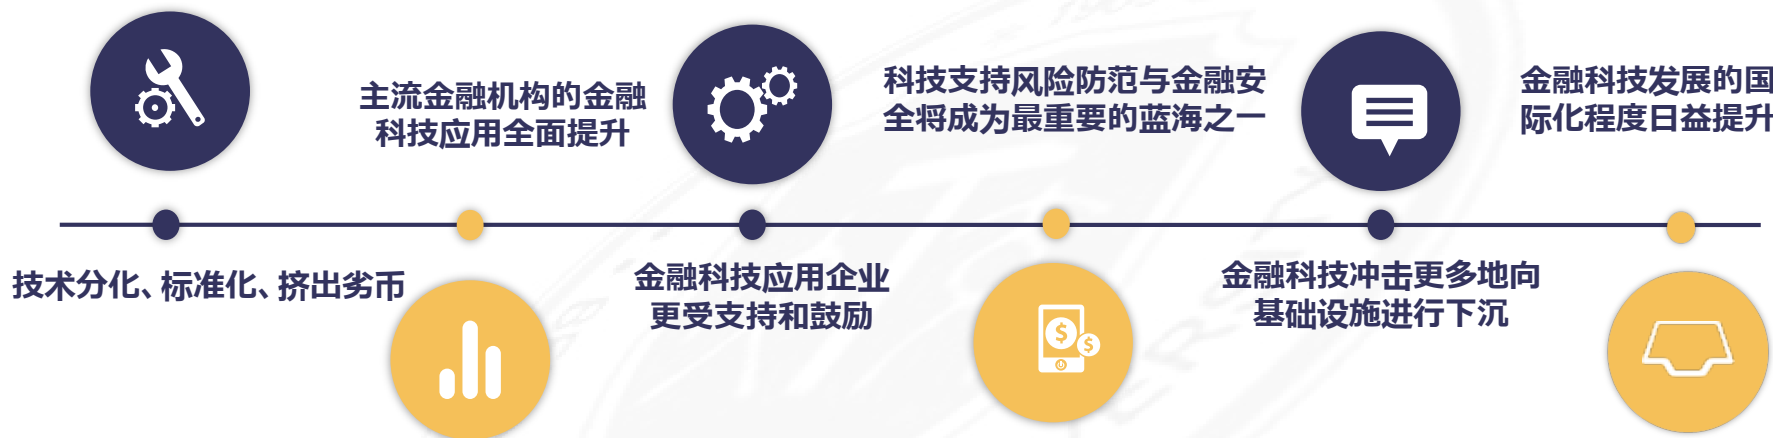 主流金融机构的金融
科技应用全面提升
科技支持风险防范与金融安
全将成为最重要的蓝海之一
金融科技发展的国
际化程度日益提升
技术分化、标准化、挤出劣币
金融科技应用企业
更受支持和鼓励
金融科技冲击更多地向
基础设施进行下沉